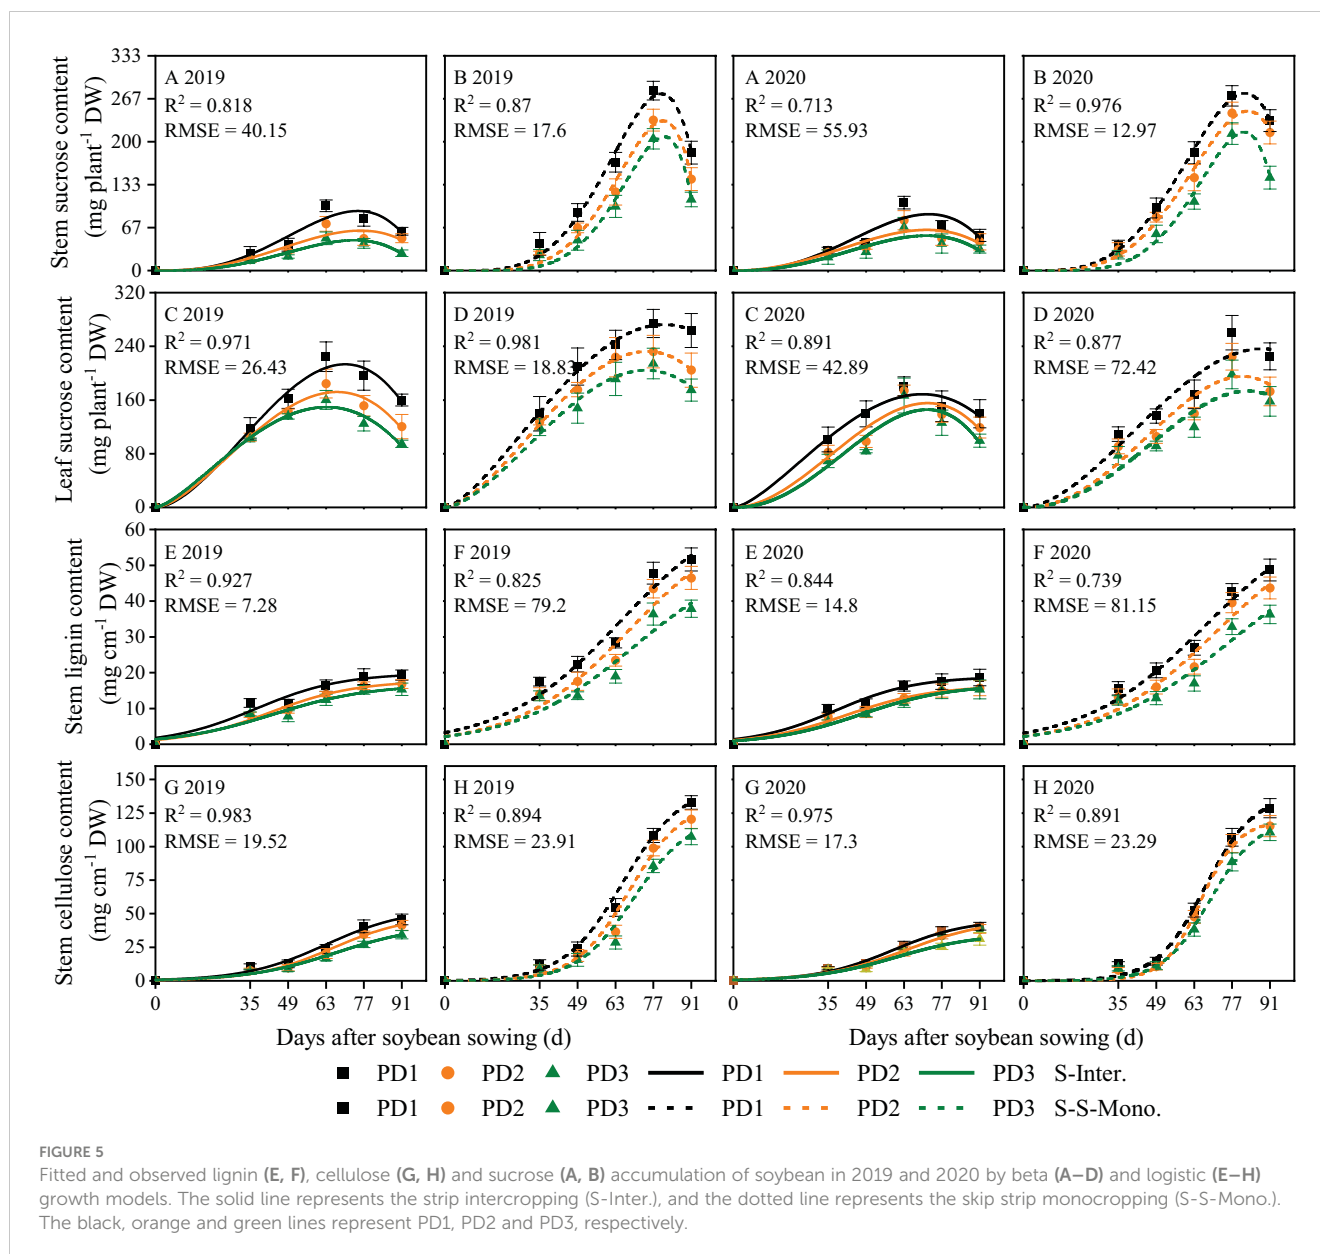 Stem sucrose comtent
(mg plant⁻¹ DW)
333
267
200
133
67
0
A 2019
R² = 0.818
RMSE = 40.15
B 2019
R² = 0.87
RMSE = 17.6
A 2020
R² = 0.713
RMSE = 55.93
B 2020
R² = 0.976
RMSE = 12.97
Leaf sucrose comtent
(mg plant⁻¹ DW)
320
240
160
80
0
C 2019
R² = 0.971
RMSE = 26.43
D 2019
R² = 0.981
RMSE = 18.83
C 2020
R² = 0.891
RMSE = 42.89
D 2020
R² = 0.877
RMSE = 72.42
Stem lignin content
(mg cm⁻¹ DW)
60
50
40
30
20
10
0
E 2019
R² = 0.927
RMSE = 7.28
F 2019
R² = 0.825
RMSE = 79.2
E 2020
R² = 0.844
RMSE = 14.8
F 2020
R² = 0.739
RMSE = 81.15
Stem cellulose content
(mg cm⁻¹ DW)
150
125
100
75
50
25
0
G 2019
R² = 0.983
RMSE = 19.52
H 2019
R² = 0.894
RMSE = 23.91
G 2020
R² = 0.975
RMSE = 17.3
H 2020
R² = 0.891
RMSE = 23.29
0 35 49 63 77 91 0 35 49 63 77 91 0 35 49 63 77 91 0 35 49 63 77 91
Days after soybean sowing (d) Days after soybean sowing (d)
PD1 PD2 PD3 PD1 PD2 PD3 S-Inter.
PD1 PD2 PD3 PD1 PD2 PD3 S-S-Mono.
FIGURE 5
Fitted and observed lignin (E, F), cellulose (G, H) and sucrose (A, B) accumulation of soybean in 2019 and 2020 by beta (A–D) and logistic (E–H)
growth models. The solid line represents the strip intercropping (S-Inter.), and the dotted line represents the skip strip monocropping (S-S-Mono.).
The black, orange and green lines represent PD1, PD2 and PD3, respectively.